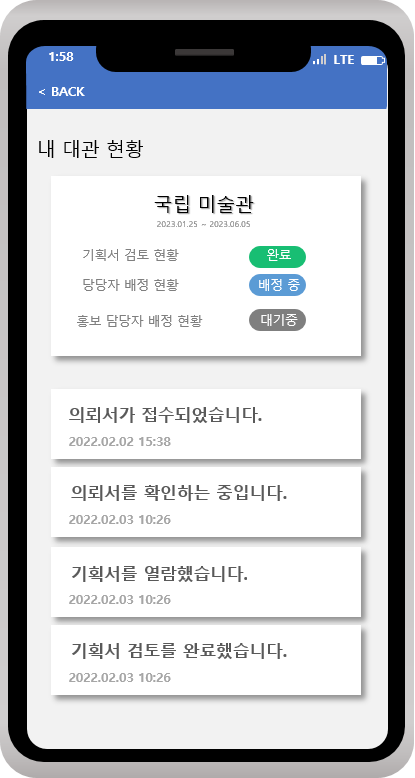 1:58 LTE
< BACK
내 대관 현황
국립 미술관
2023.01.25 ~ 2023.06.05
기획서 검토 현황 완료
당당자 배정 현황 배정 중
홍보 담당자 배정 현황 대기중
의뢰서가 접수되었습니다.
2022.02.02 15:38
의뢰서를 확인하는 중입니다.
2022.02.03 10:26
기획서를 열람했습니다.
2022.02.03 10:26
기획서 검토를 완료했습니다.
2022.02.03 10:26